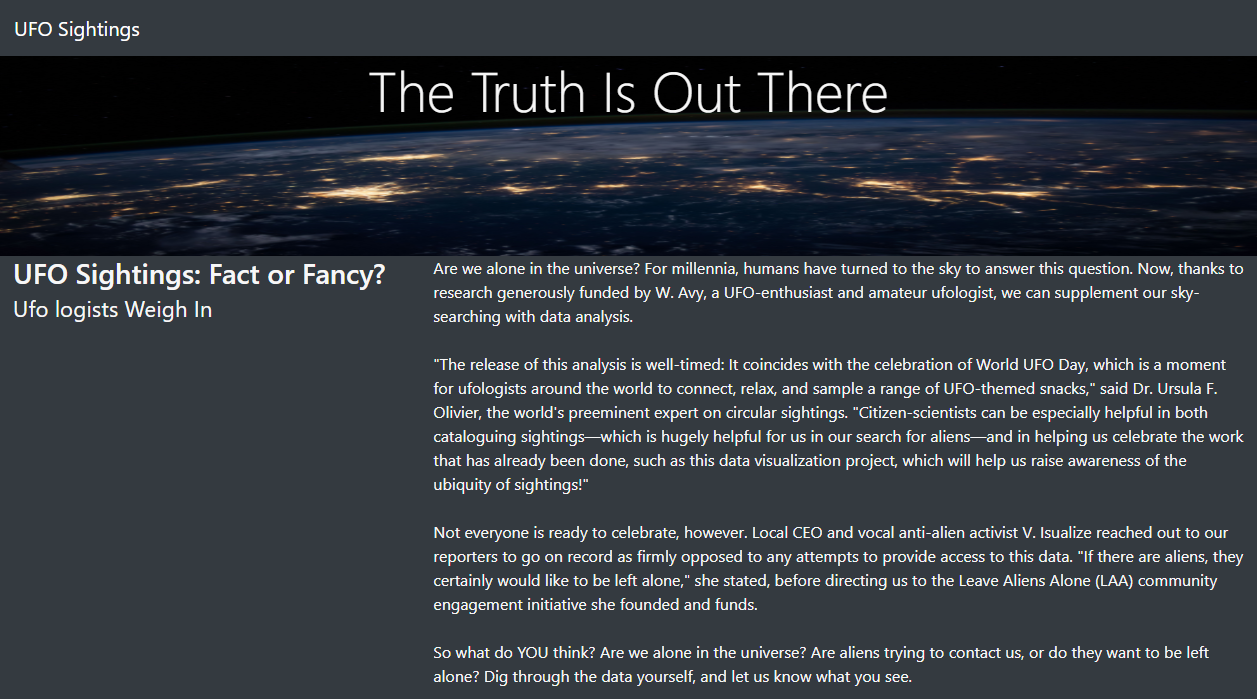 UFO Sightings
The Truth Is Out There
UFO Sightings: Fact or Fancy?
Ufo logists Weigh In
Are we alone in the universe? For millennia, humans have turned to the sky to answer this question. Now, thanks to
research generously funded by W. Avy, a UFO-enthusiast and amateur ufologist, we can supplement our sky-
searching with data analysis.
"The release of this analysis is well-timed: It coincides with the celebration of World UFO Day, which is a moment
for ufologists around the world to connect, relax, and sample a range of UFO-themed snacks," said Dr. Ursula F.
Olivier, the world's preeminent expert on circular sightings. "Citizen-scientists can be especially helpful in both
cataloguing sightings—which is hugely helpful for us in our search for aliens—and in helping us celebrate the work
that has already been done, such as this data visualization project, which will help us raise awareness of the
ubiquity of sightings!"
Not everyone is ready to celebrate, however. Local CEO and vocal anti-alien activist V. Isualize reached out to our
reporters to go on record as firmly opposed to any attempts to provide access to this data. "If there are aliens, they
certainly would like to be left alone," she stated, before directing us to the Leave Aliens Alone (LAA) community
engagement initiative she founded and funds.
So what do YOU think? Are we alone in the universe? Are aliens trying to contact us, or do they want to be left
alone? Dig through the data yourself, and let us know what you see.